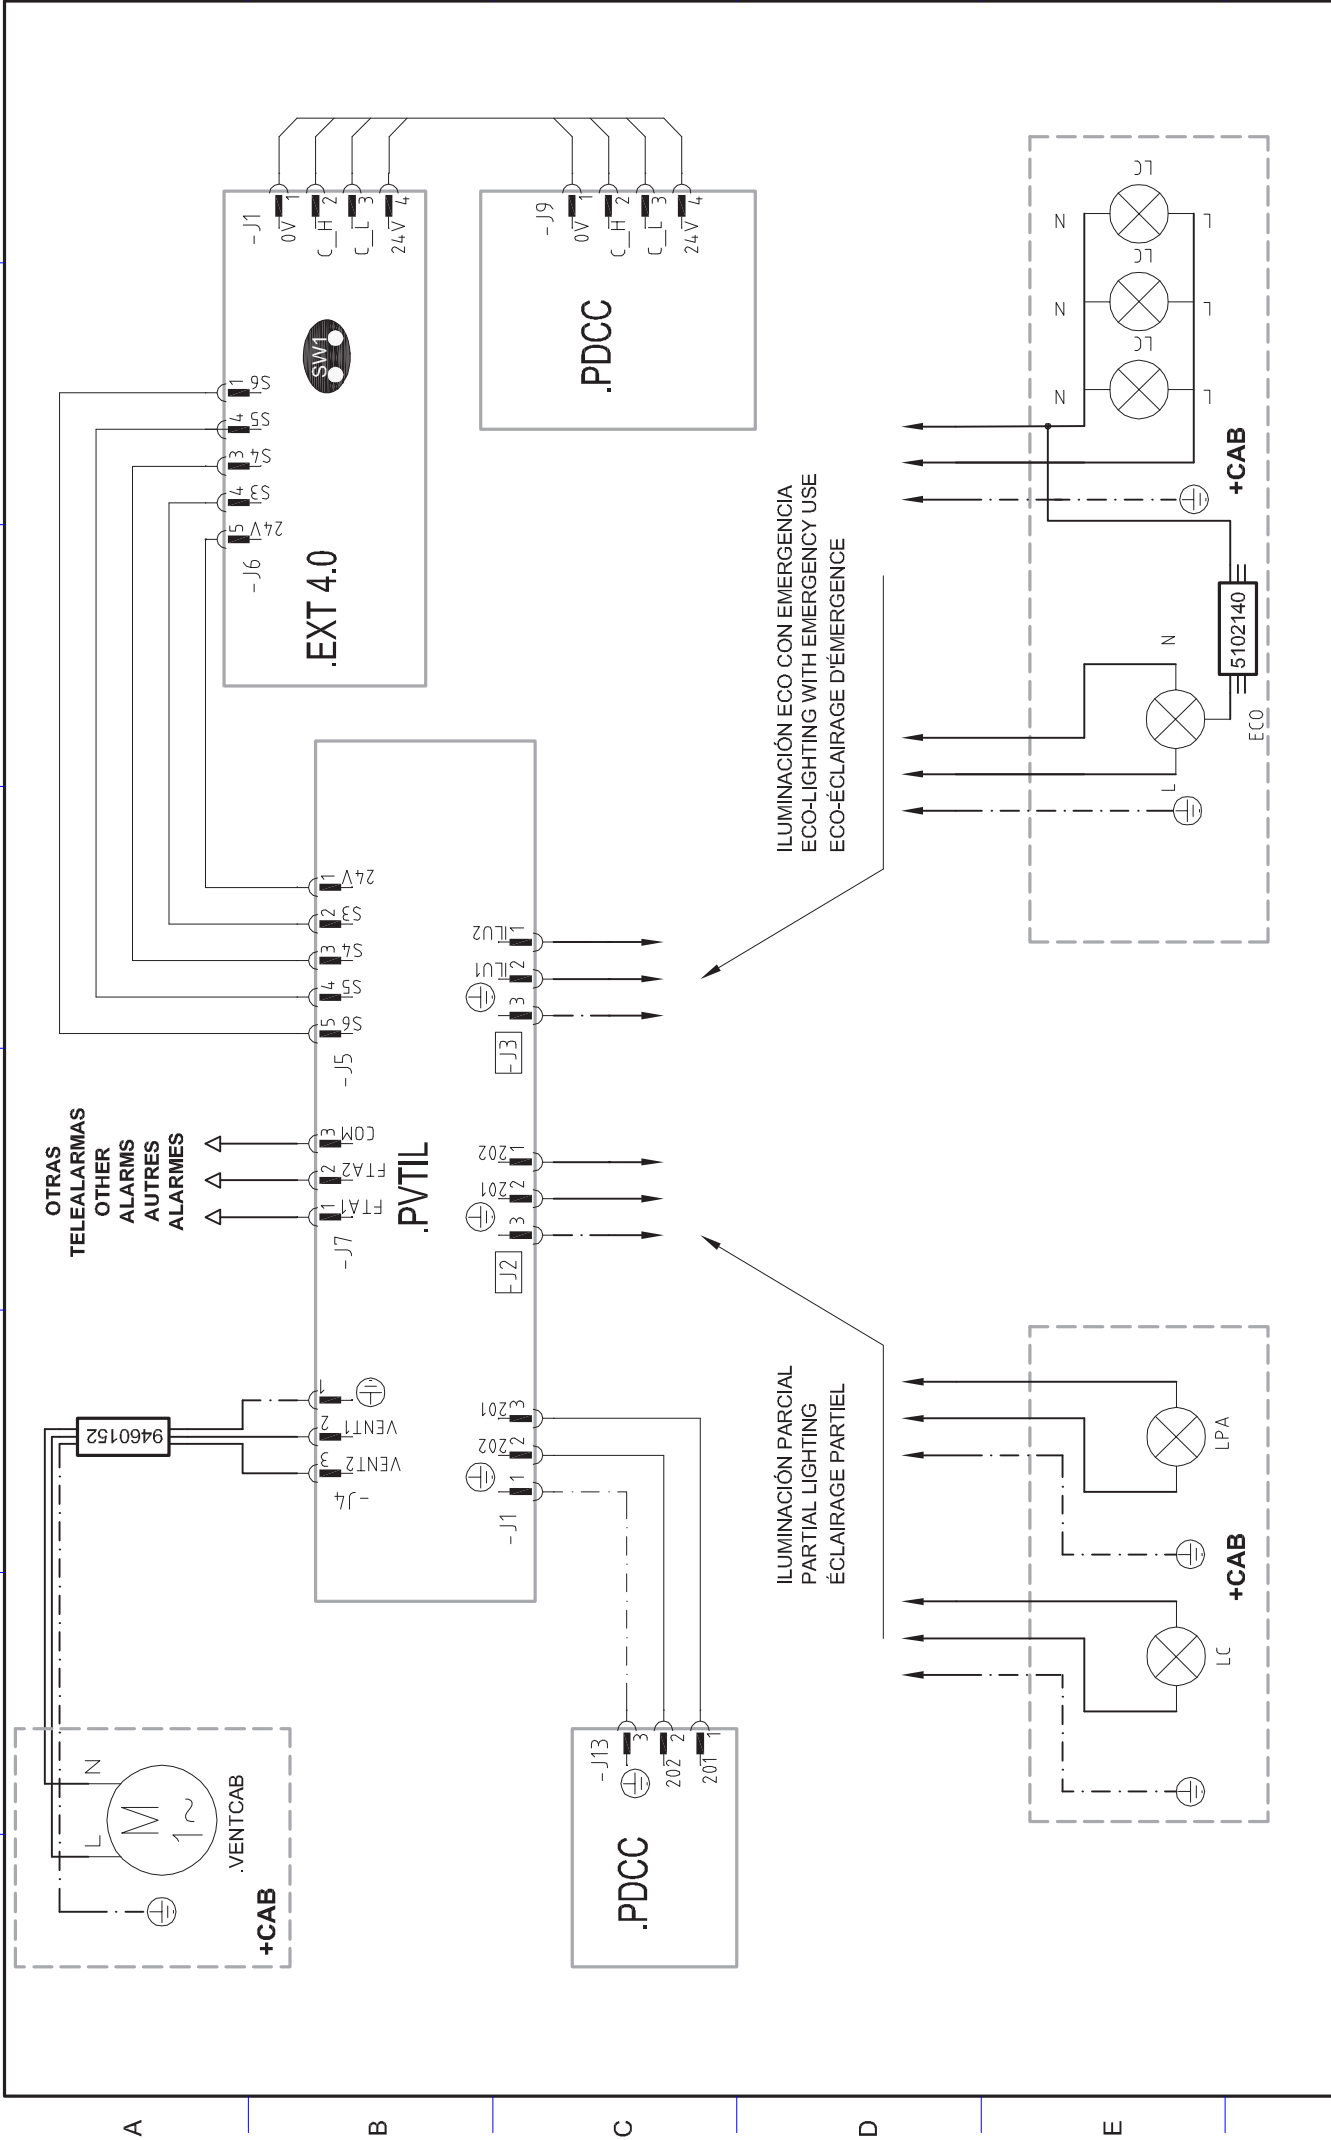 OTRAS
TELEALARMAS
OTHER
ALARMS
AUTRES
ALARMES
9460152
N
L
M
1~
.VENTCAB
+CAB
.PVTIL
-J4
3 VENT2
2 VENT1
1
-J7
1 FTA1
2 FTA2
3 COM
-J5
5 S6
4 S5
3 S4
2 S3
1 24V
-J1
1
2 202
3 201
-J2
3
2 201
1 202
-J3
3
2 ILU1
1 ILU2
.EXT 4.0
-J6
5 24V
4 S3
3 S4
4 S5
1 S6
SW1
-J1
0V 1
C_H 2
C_L 3
24V 4
.PDCC
-J9
0V 1
C_H 2
C_L 3
24V 4
.PDCC
-J13
3
202 2
201 1
ILUMINACIÓN PARCIAL
PARTIAL LIGHTING
ÉCLAIRAGE PARTIEL
ILUMINACIÓN ECO CON EMERGENCIA
ECO-LIGHTING WITH EMERGENCY USE
ECO-ÉCLAIRAGE D'ÉMERGENCE
LC
LPA
+CAB
L
N
ECO
5102140
+CAB
N
N
N
LC
LC
LC
L
L
L
A
B
C
D
E